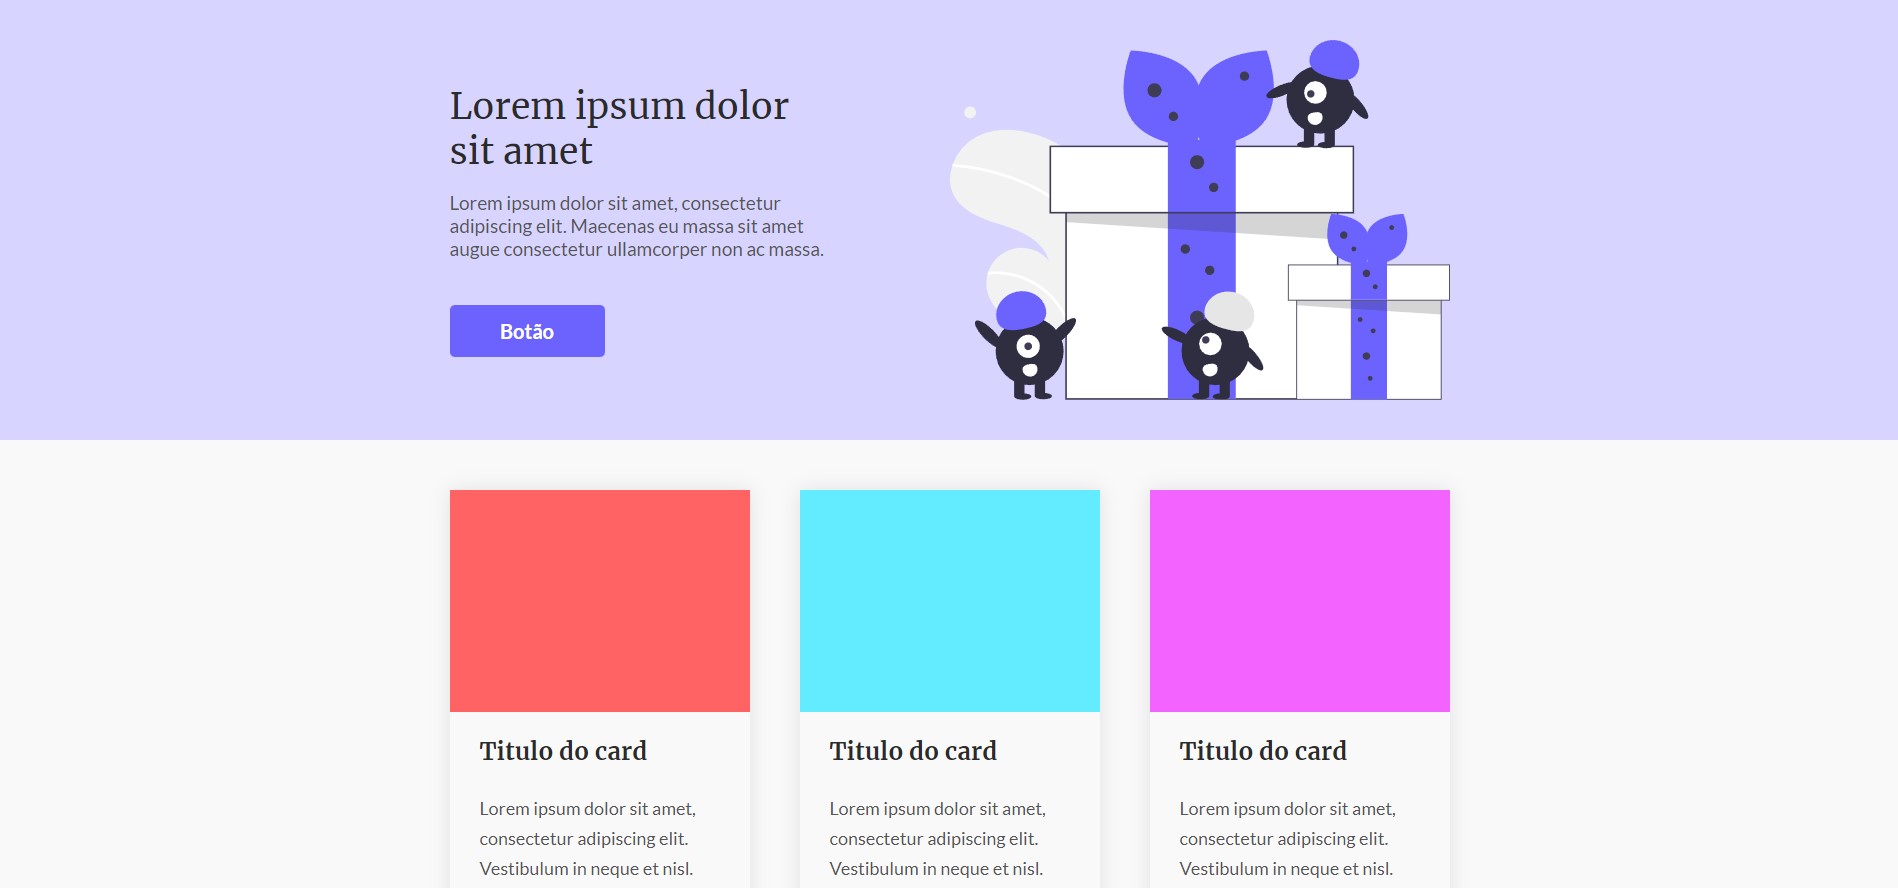 Lorem ipsum dolor
sit amet
Lorem ipsum dolor sit amet, consectetur
adipiscing elit. Maecenas eu massa sit amet
augue consectetur ullamcorper non ac massa.
Botão
Titulo do card
Lorem ipsum dolor sit amet,
consectetur adipiscing elit.
Vestibulum in neque et nisl.
Titulo do card
Lorem ipsum dolor sit amet,
consectetur adipiscing elit.
Vestibulum in neque et nisl.
Titulo do card
Lorem ipsum dolor sit amet,
consectetur adipiscing elit.
Vestibulum in neque et nisl.